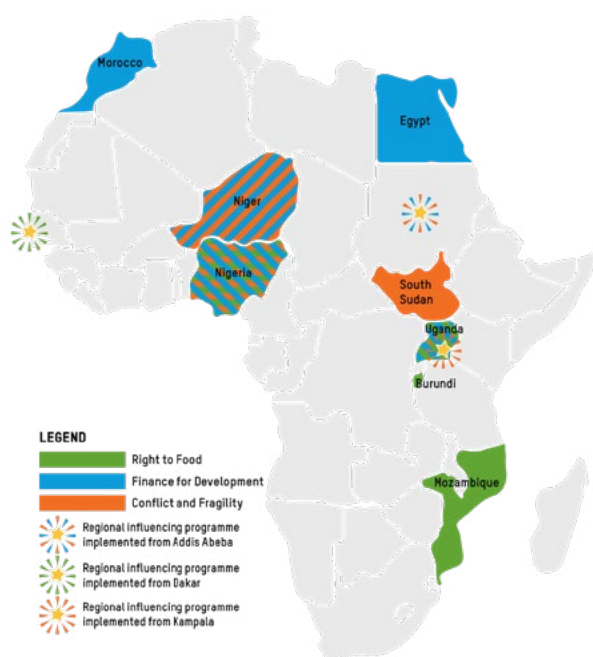 Morocco
Egypt
Niger
Nigeria
South
Sudan
Uganda
Burundi
Mozambique
LEGEND
Right to Food
Finance for Development
Conflict and Fragility
Regional influencing programme
implemented from Addis Abeba
Regional influencing programme
implemented from Dakar
Regional influencing programme
implemented from Kampala